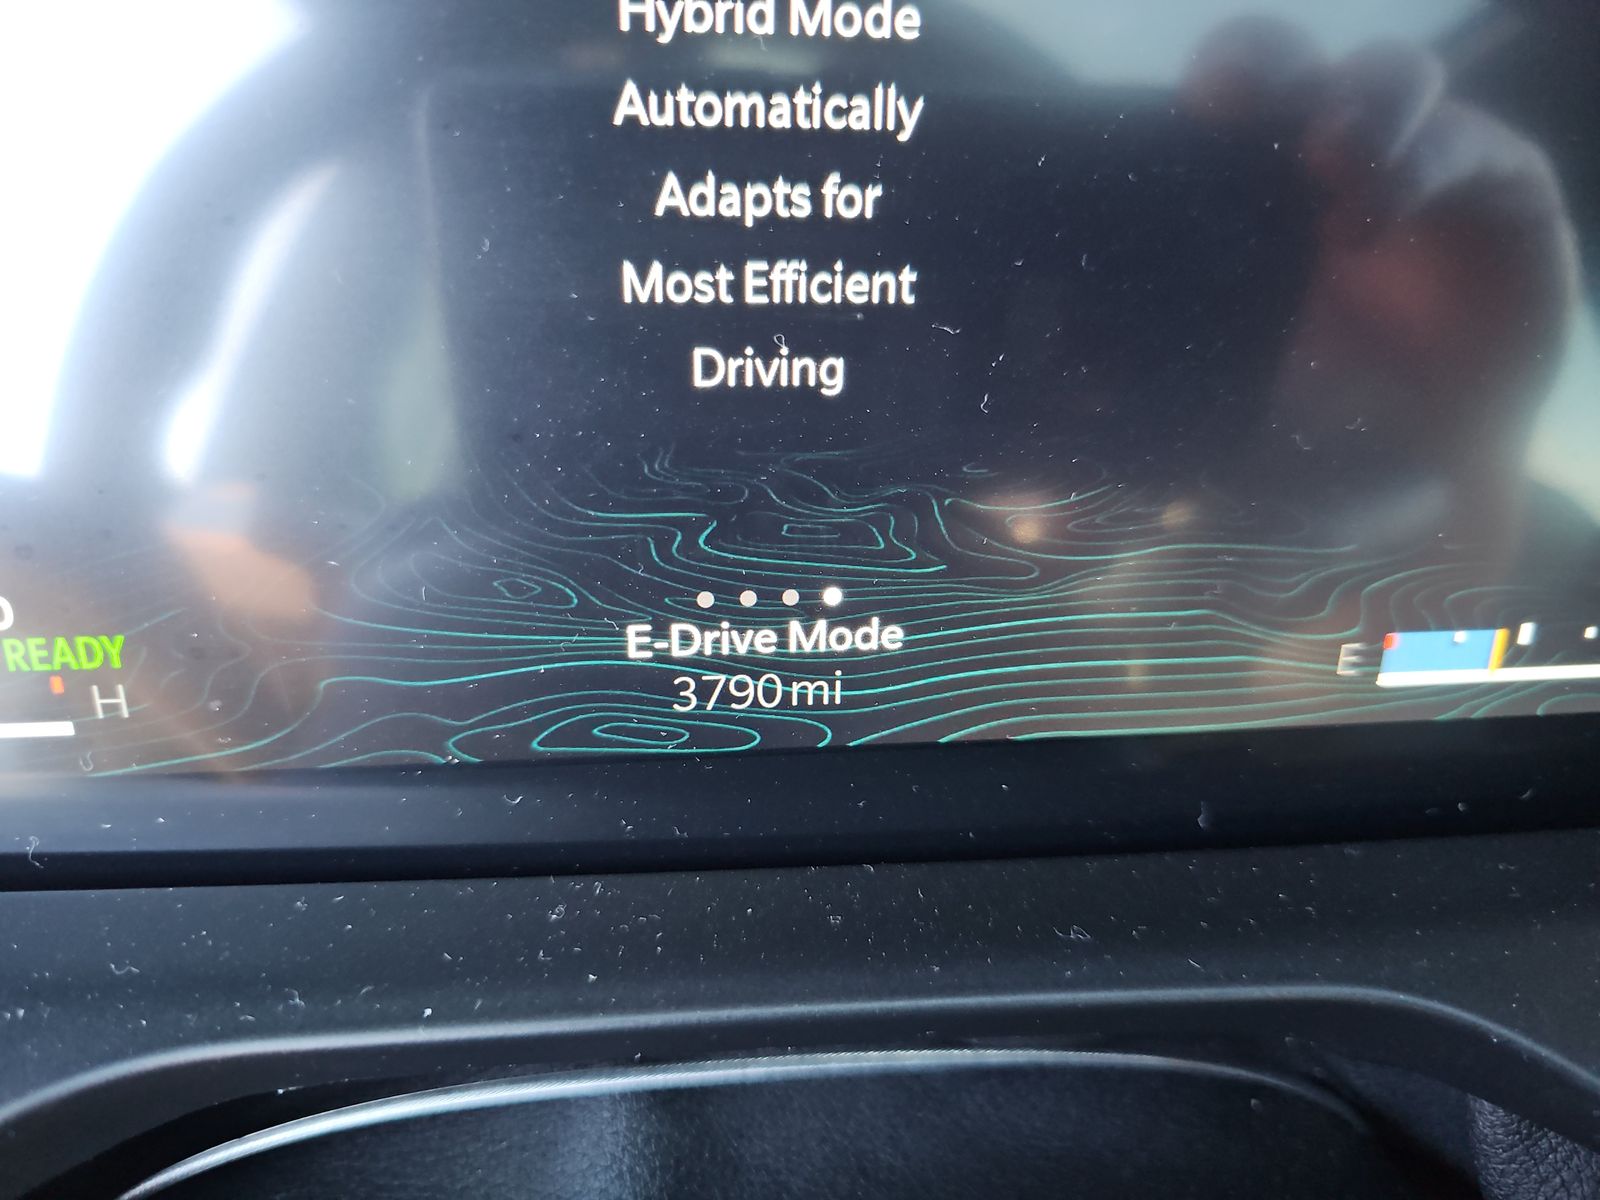 Hybrid Mode
Automatically
Adapts for
Most Efficient
Driving
READY
H
E-Drive Mode
3790 mi
E